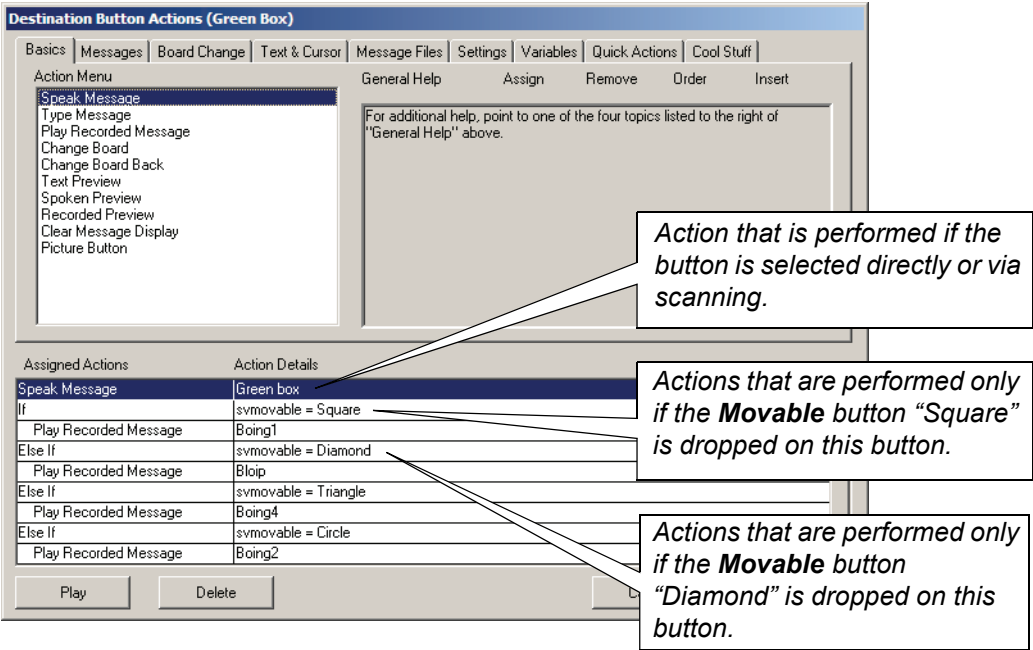 Destination Button Actions (Green Box)
Basics Messages Board Change Text & Cursor Message Files Settings Variables Quick Actions Cool Stuff
Action Menu
General Help Assign Remove Order Insert
Speak Message
Type Message
Play Recorded Message
Change Board
Change Board Back
Text Preview
Spoken Preview
Recorded Preview
Clear Message Display
Picture Button
For additional help, point to one of the four topics listed to the right of
"General Help" above.
Action that is performed if the
button is selected directly or via
scanning.
Assigned Actions Action Details
Speak Message Green box
If svmovable = Square
Play Recorded Message Boing1
Else If svmovable = Diamond
Play Recorded Message Bloip
Else If svmovable = Triangle
Play Recorded Message Boing4
Else If svmovable = Circle
Play Recorded Message Boing2
Actions that are performed only
if the Movable button “Square”
is dropped on this button.
Actions that are performed only
if the Movable button
“Diamond” is dropped on this
button.
Play Delete